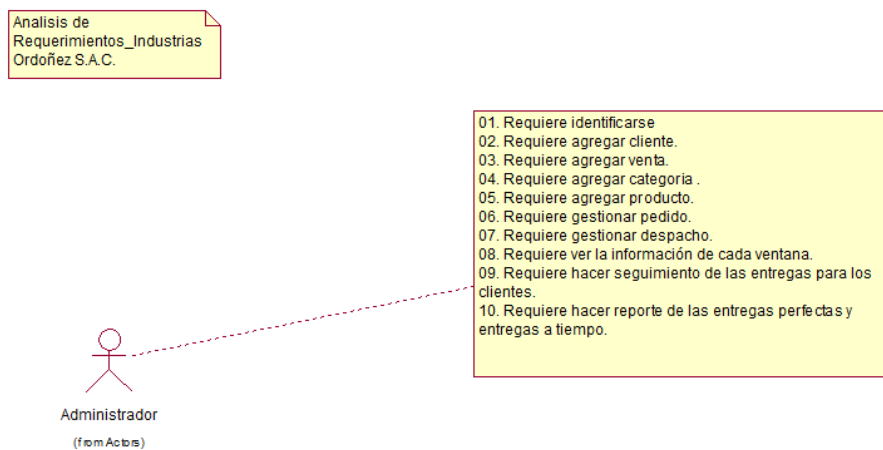 Analisis de
Requerimientos_Industrias
Ordoñez S.A.C.
01. Requiere identificarse
02. Requiere agregar cliente.
03. Requiere agregar venta.
04. Requiere agregar categoria .
05. Requiere agregar producto.
06. Requiere gestionar pedido.
07. Requiere gestionar despacho.
08. Requiere ver la información de cada ventana.
09. Requiere hacer seguimiento de las entregas para los
clientes.
10. Requiere hacer reporte de las entregas perfectas y
entregas a tiempo.
Administrador
(from Actors)